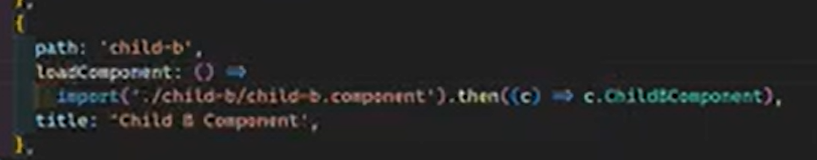 },
{
path: 'child-b',
loadComponent: () =>
import('./child-b/child-b.component').then((c) => c.ChildBComponent),
title: 'Child B Component',
},